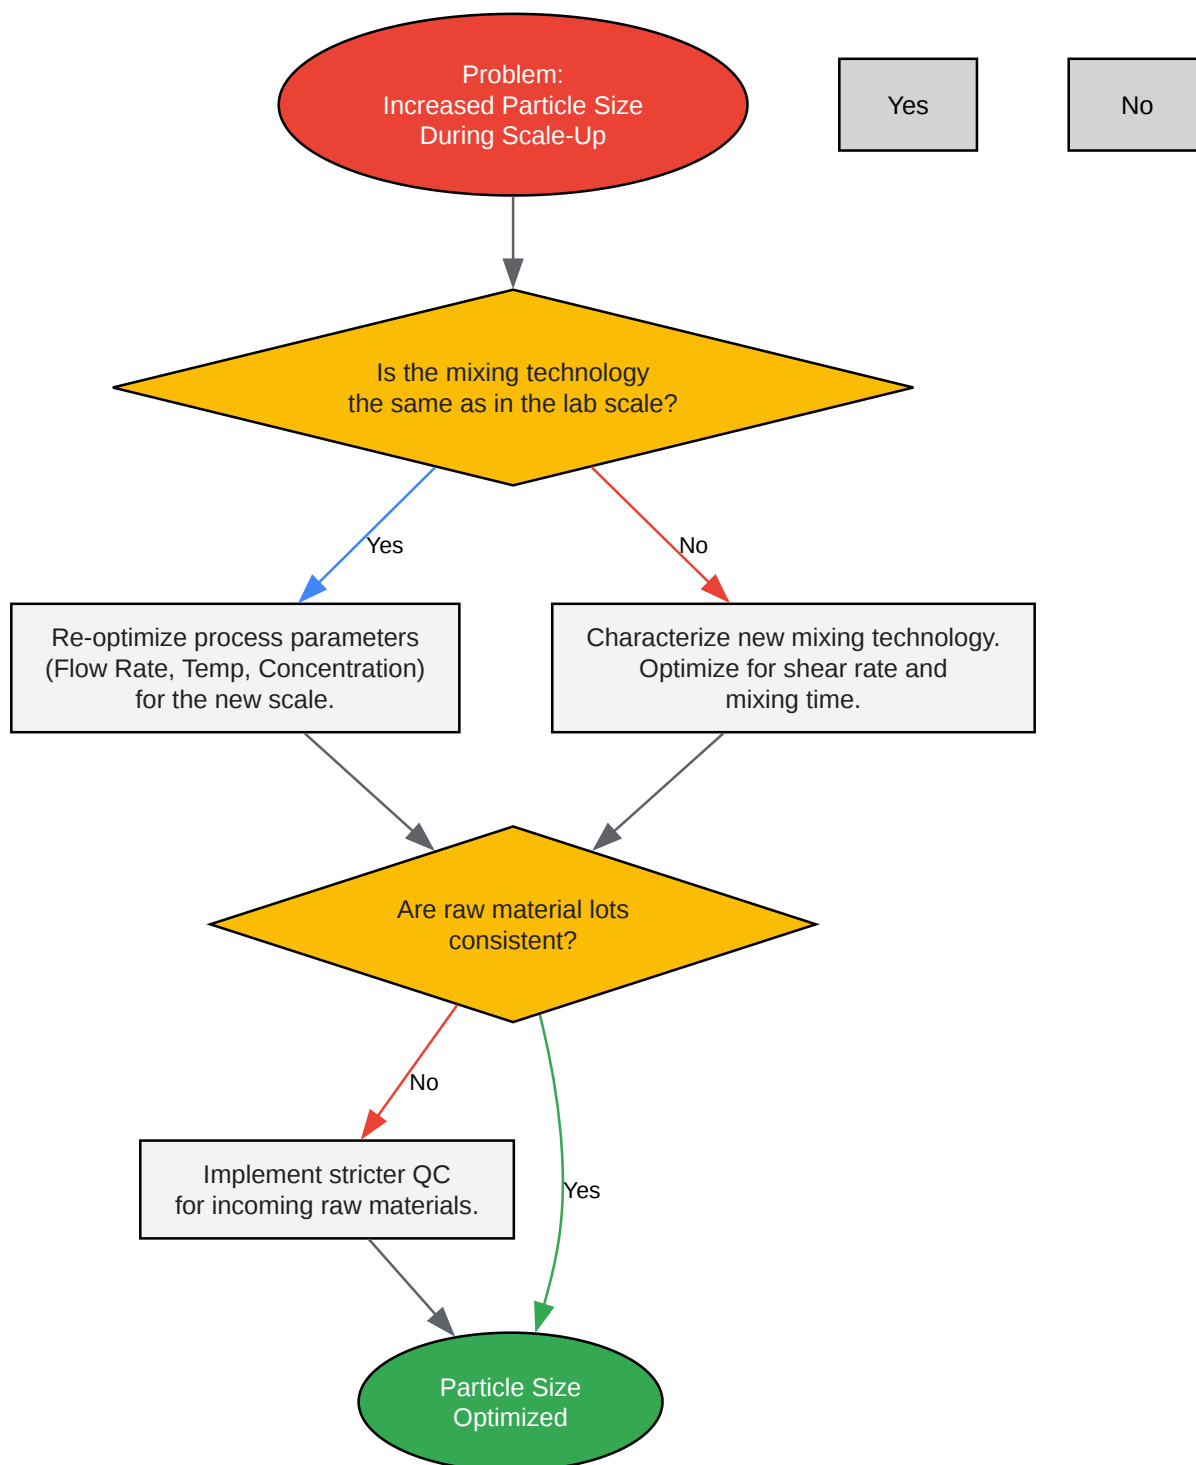 Problem:
Increased Particle Size
During Scale-Up
Yes
No
Is the mixing technology
the same as in the lab scale?
Yes
No
Re-optimize process parameters
(Flow Rate, Temp, Concentration)
for the new scale.
Characterize new mixing technology.
Optimize for shear rate and
mixing time.
Are raw material lots
consistent?
No
Implement stricter QC
for incoming raw materials.
Yes
Particle Size
Optimized